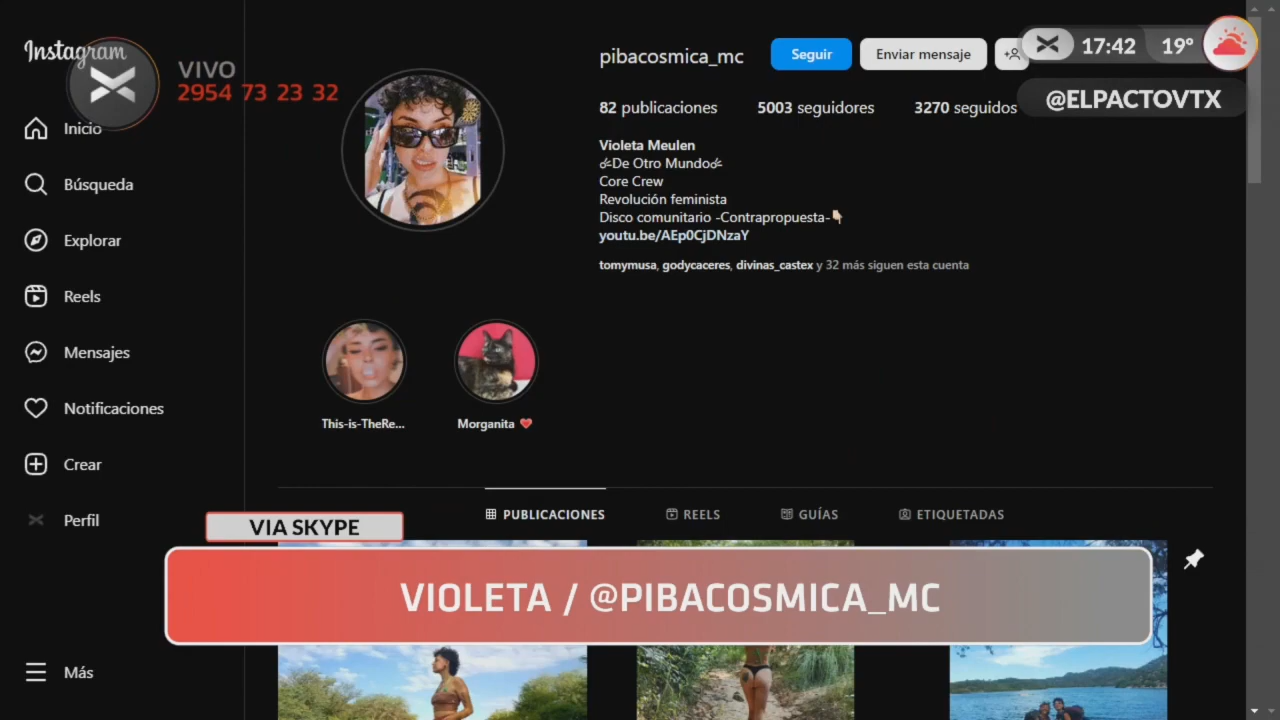 Instagram
VIVO
2954 73 23 32
Inicio
Búsqueda
Explorar
Reels
Mensajes
Notificaciones
Crear
Perfil
Más
pibacosmica_mc
Seguir
Enviar mensaje
17:42
19°
@ELPACTOVTX
82 publicaciones
5003 seguidores
3270 seguidos
Violeta Meulen
De Otro Mundo
Core Crew
Revolución feminista
Disco comunitario -Contrapropuesta-👇🏻
youtu.be/AEp0CjDNzaY
tomymusa, godycaceres, divinas_castex y 32 más siguen esta cuenta
This-is-TheRe...
Morganita ❤️
PUBLICACIONES
REELS
GUÍAS
ETIQUETADAS
VIA SKYPE
VIOLETA / @PIBACOSMICA_MC